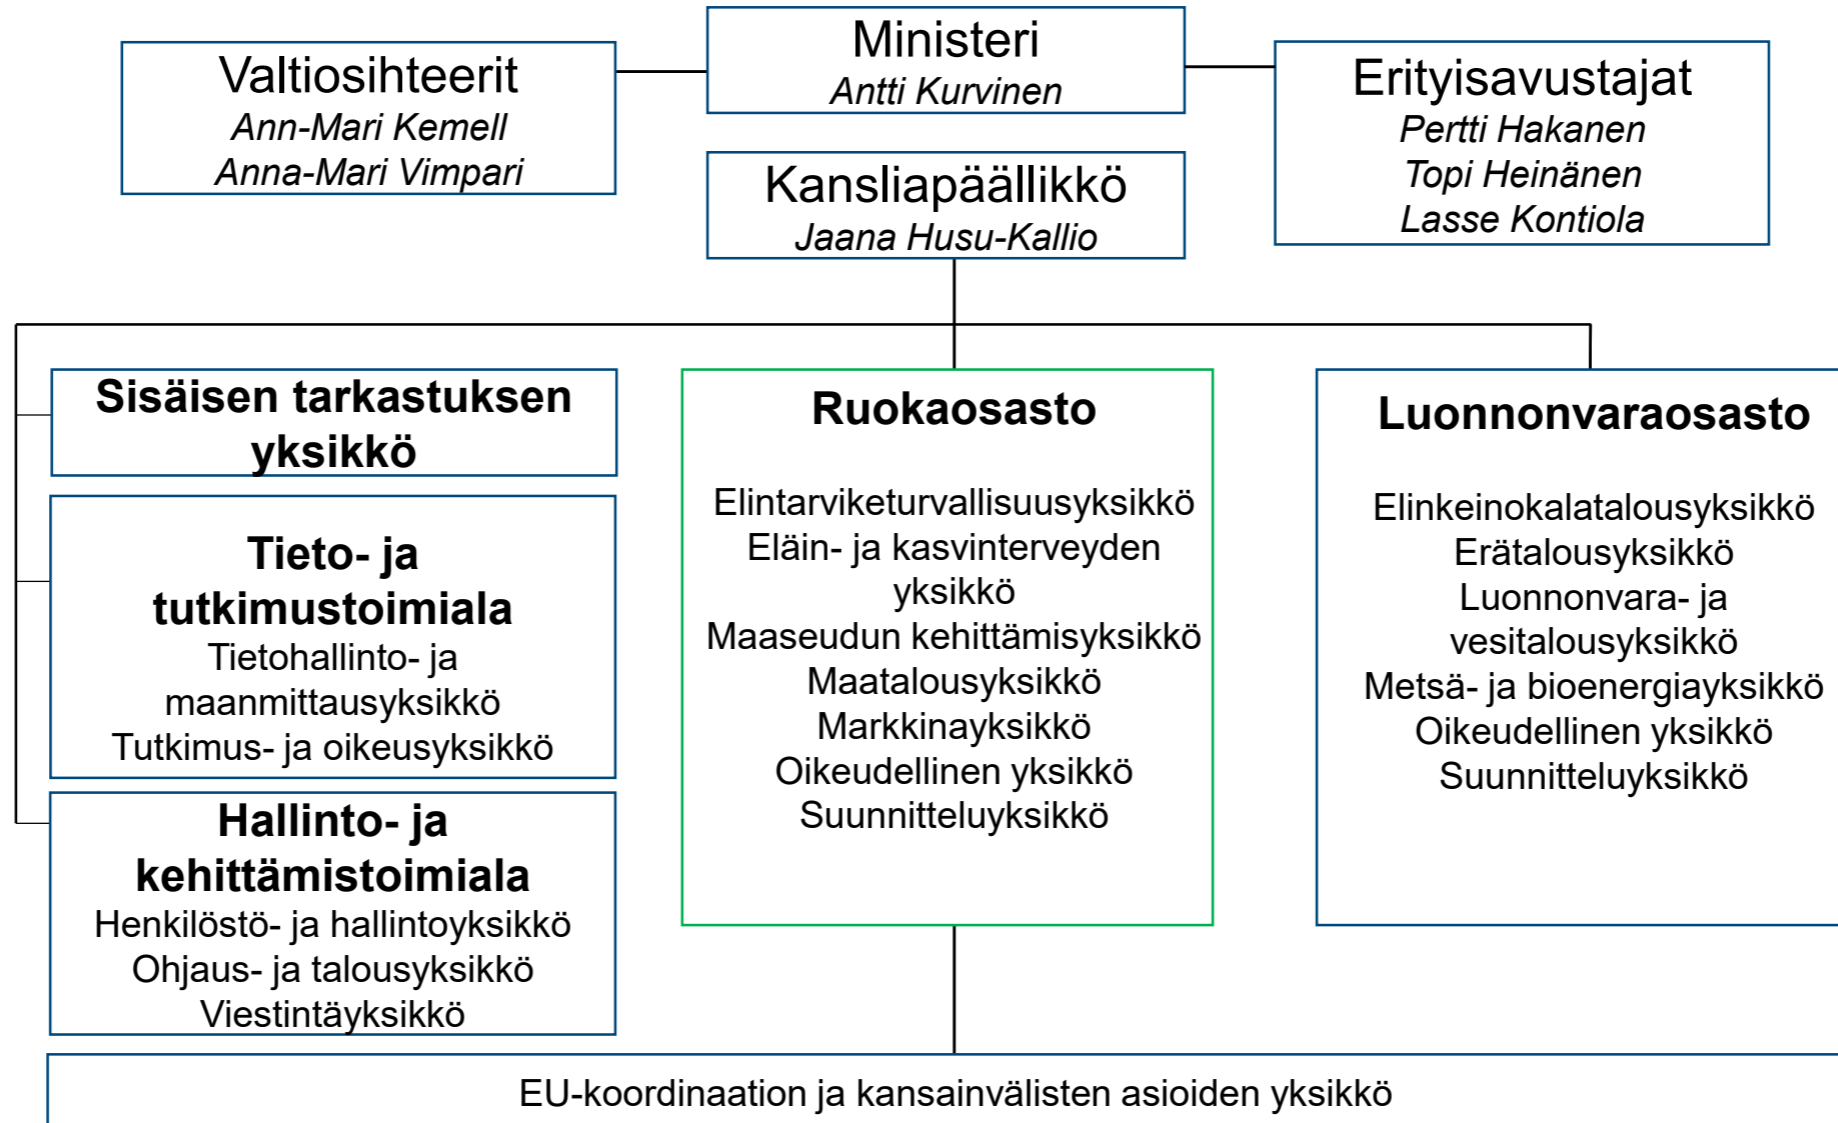 Valtiosihteerit
Ann-Mari Kemell
Anna-Mari Vimpari
Ministeri
Antti Kurvinen
Erityisavustajat
Pertti Hakanen
Topi Heinänen
Lasse Kontiola
Kansliapäällikkö
Jaana Husu-Kallio
Sisäisen tarkastuksen
yksikkö
Tieto- ja
tutkimustoimiala
Tietohallinto- ja
maanmittausyksikkö
Tutkimus- ja oikeusyksikkö
Hallinto- ja
kehittämistoimiala
Henkilöstö- ja hallintoyksikkö
Ohjaus- ja talousyksikkö
Viestintäyksikkö
Ruokaosasto
Elintarviketurvallisuusyksikkö
Eläin- ja kasvinterveyden
yksikkö
Maaseudun kehittämisyksikkö
Maatalousyksikkö
Markkinayksikkö
Oikeudellinen yksikkö
Suunnitteluyksikkö
Luonnonvaraosasto
Elinkeinokalatalousyksikkö
Erätalousyksikkö
Luonnonvara- ja
vesitalousyksikkö
Metsä- ja bioenergiayksikkö
Oikeudellinen yksikkö
Suunnitteluyksikkö
EU-koordinaation ja kansainvälisten asioiden yksikkö